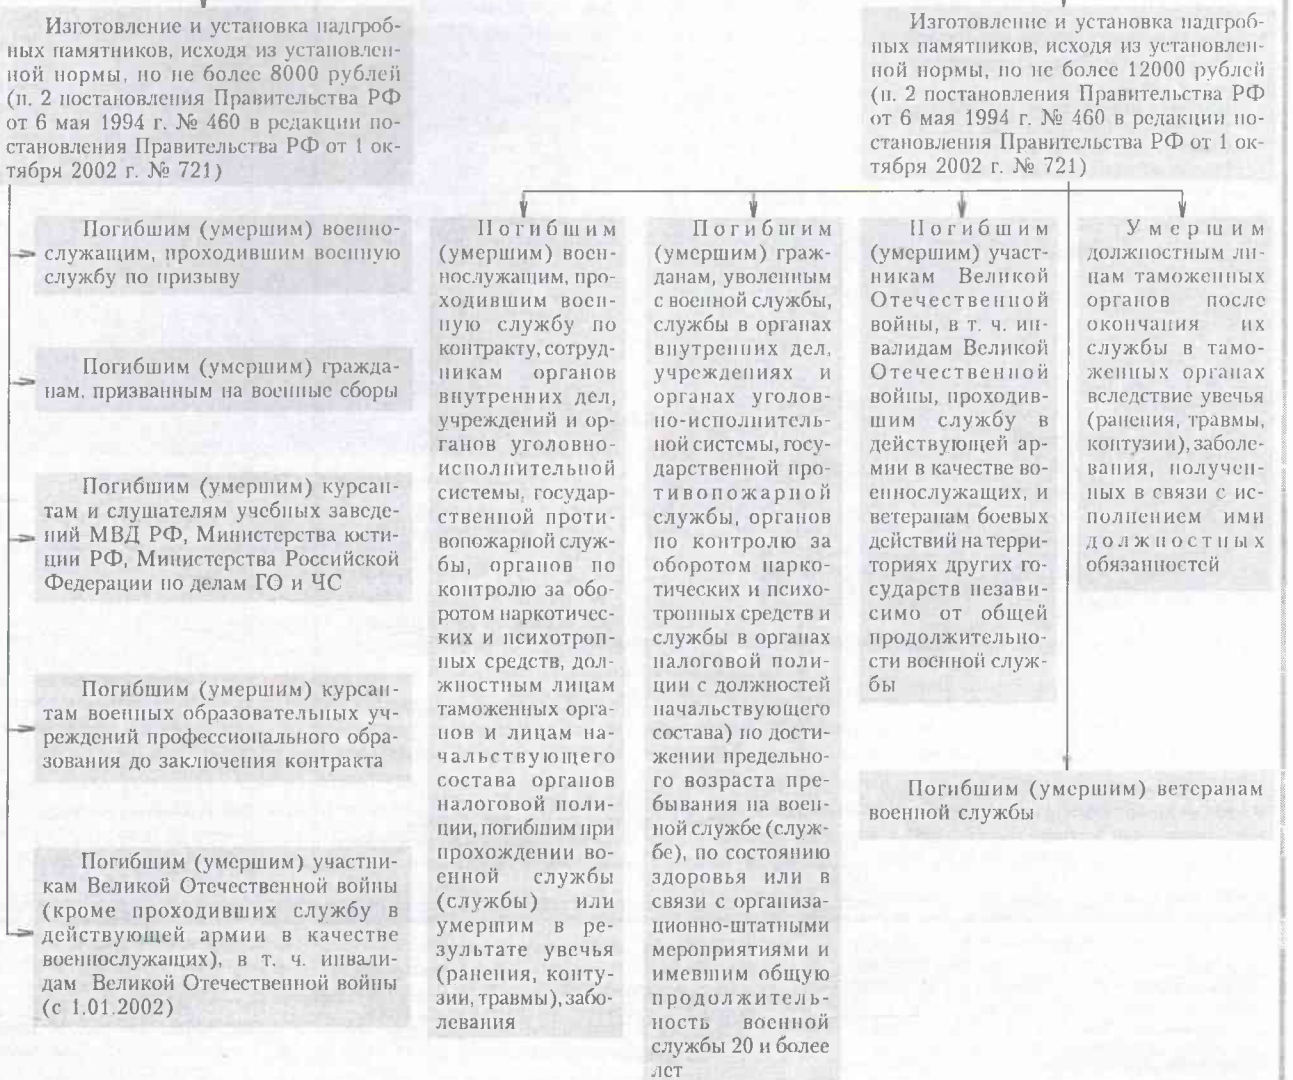 Изготовление и установка надгроб-
ных памятников, исходя из установлен-
ной нормы, но не более 8000 рублей
(п. 2 постановления Правительства РФ
от 6 мая 1994 г. № 460 в редакции по-
становления Правительства РФ от 1 ок-
тября 2002 г. № 721)
Погибшим (умершим) военно-
служащим, проходившим военную
службу по призыву
Погибшим (умершим) гражда-
нам, призванным на военные сборы
Погибшим (умершим) курсан-
там и слушателям учебных заведе-
ний МВД РФ, Министерства юсти-
ции РФ, Министерства Российской
Федерации по делам ГО и ЧС
Погибшим (умершим) курсан-
там военных образовательных уч-
реждений профессионального обра-
зования до заключения контракта
Погибшим (умершим) участни-
кам Великой Отечественной войны
(кроме проходивших службу в
действующей армии в качестве
военнослужащих), в т. ч. инвали-
дам Великой Отечественной войны
(с 1.01.2002)
Изготовление и установка надгроб-
ных памятников, исходя из установлен-
ной нормы, но не более 12000 рублей
(п. 2 постановления Правительства РФ
от 6 мая 1994 г. № 460 в редакции по-
становления Правительства РФ от 1 ок-
тября 2002 г. № 721)
Погибшим
(умершим) воен-
нослужащим, про-
ходившим воен-
ную службу по
контракту, сотруд-
никам органов
внутренних дел,
учреждений и ор-
ганов уголовно-
исполнительной
системы, государ-
ственной проти-
вопожарной служ-
бы, органов по
контролю за обо-
ротом наркотичес-
ких и психотроп-
ных средств, дол-
жностным лицам
таможенных орга-
нов и лицам на-
чальствующего
состава органов
налоговой поли-
ции, погибшим при
прохождении во-
енной службы
(службы) или
умершим в ре-
зультате увечья
(ранения, конту-
зии, травмы), забо-
левания
Погибшим
(умершим) граж-
данам, уволенным
с военной службы,
службы в органах
внутренних дел,
учреждениях и
органах уголов-
но-исполнитель-
ной системы, госу-
дарственной про-
тивопожарной
службы, органов
по контролю за
оборотом нарко-
тических и психо-
тропных средств и
службы в органах
налоговой поли-
ции с должностей
начальствующего
состава) по дости-
жении предельно-
го возраста пре-
бывания на воен-
ной службе (служ-
бе), по состоянию
здоровья или в
связи с организа-
ционно-штатными
мероприятиями и
имевшим общую
продолжитель-
ность военной
службы 20 и более
лет
Погибшим
(умершим) участ-
никам Великой
Отечественной
войны, в т. ч. ин-
валидам Великой
Отечественной
войны, проходив-
шим службу в
действующей ар-
мии в качестве во-
еннослужащих, и
ветеранам боевых
действий на терри-
ториях других го-
сударств незави-
симо от общей
продолжительно-
сти военной служ-
бы
Умершим
должностным ли-
цам таможенных
органов после
окончания их
службы в тамо-
женных органах
вследствие увечья
(ранения, травмы,
контузии), заболе-
вания, получен-
ных в связи с ис-
полнением ими
должностных
обязанностей
Погибшим (умершим) ветеранам
военной службы